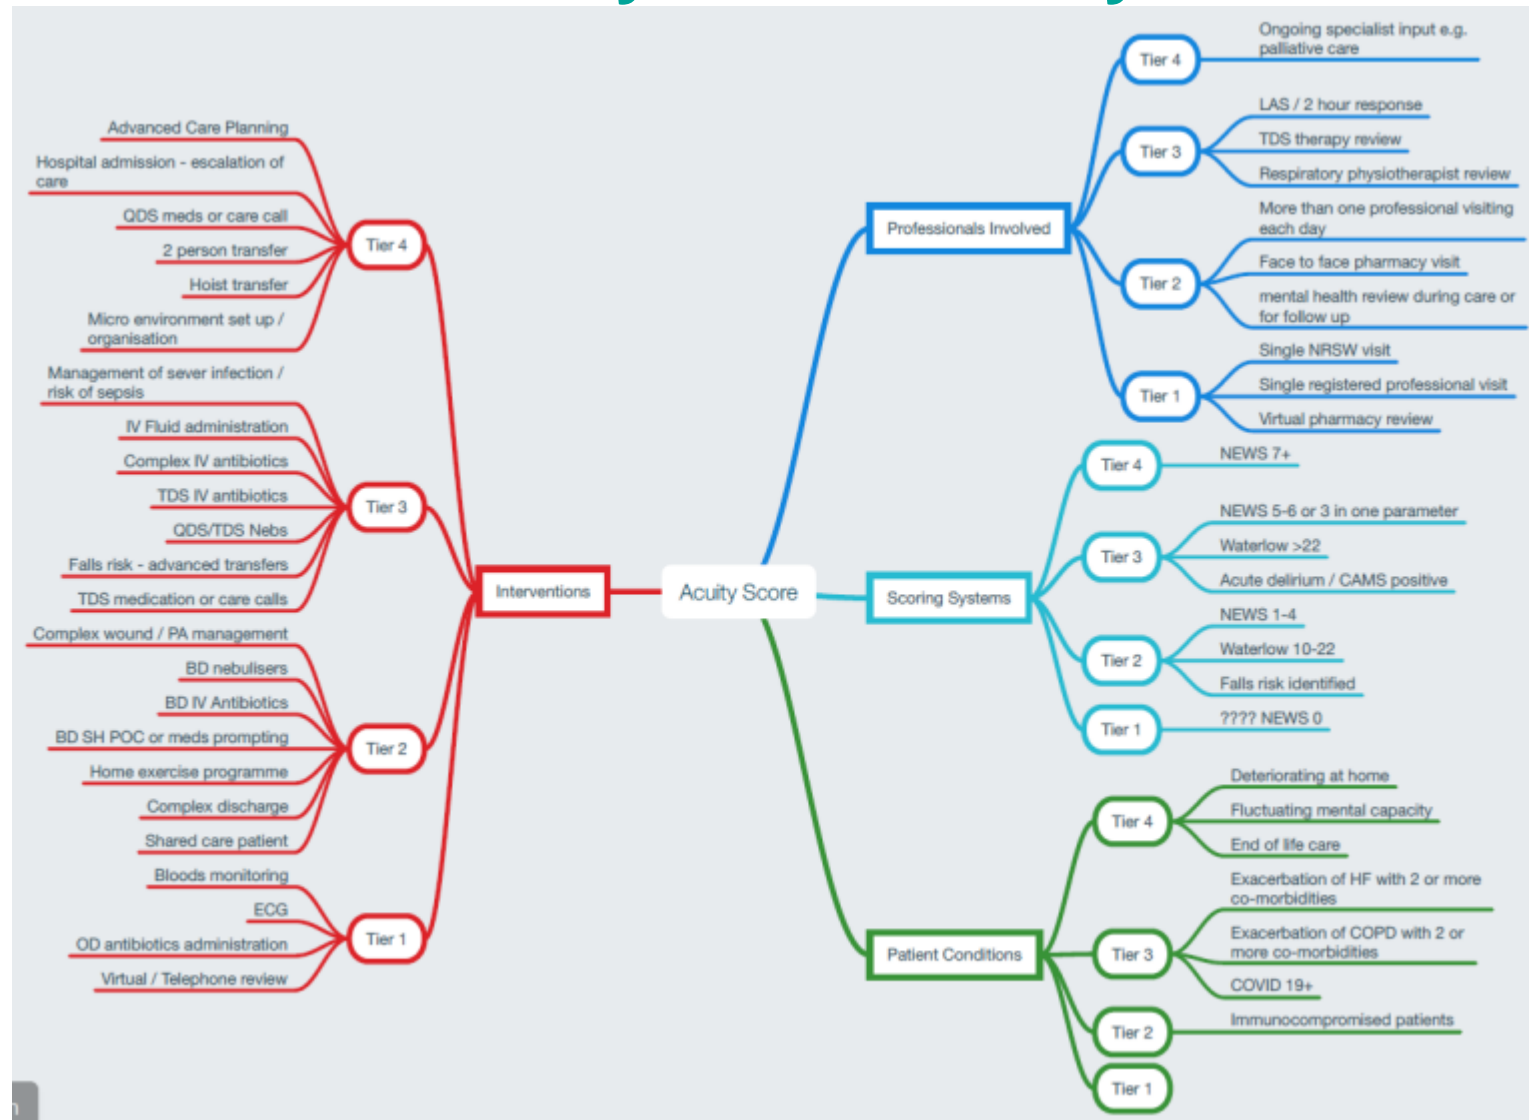 Acuity Score
Interventions
Tier 4
Advanced Care Planning
Hospital admission - escalation of
care
QDS meds or care call
2 person transfer
Hoist transfer
Micro environment set up /
organisation
Tier 3
Management of sever infection /
risk of sepsis
IV Fluid administration
Complex IV antibiotics
TDS IV antibiotics
QDS/TDS Nebs
Falls risk - advanced transfers
TDS medication or care calls
Tier 2
Complex wound / PA management
BD nebulisers
BD IV Antibiotics
BD SH POC or meds prompting
Home exercise programme
Complex discharge
Shared care patient
Tier 1
Bloods monitoring
ECG
OD antibiotics administration
Virtual / Telephone review
Professionals Involved
Tier 4
Ongoing specialist input e.g.
palliative care
Tier 3
LAS / 2 hour response
TDS therapy review
Respiratory physiotherapist review
Tier 2
More than one professional visiting
each day
Face to face pharmacy visit
mental health review during care or
for follow up
Tier 1
Single NRSW visit
Single registered professional visit
Virtual pharmacy review
Scoring Systems
Tier 4
NEWS 7+
Tier 3
NEWS 5-6 or 3 in one parameter
Waterlow >22
Acute delirium / CAMS positive
Tier 2
NEWS 1-4
Waterlow 10-22
Falls risk identified
Tier 1
???? NEWS 0
Patient Conditions
Tier 4
Deteriorating at home
Fluctuating mental capacity
End of life care
Tier 3
Exacerbation of HF with 2 or more
co-morbidities
Exacerbation of COPD with 2 or
more co-morbidities
COVID 19+
Tier 2
Immunocompromised patients
Tier 1